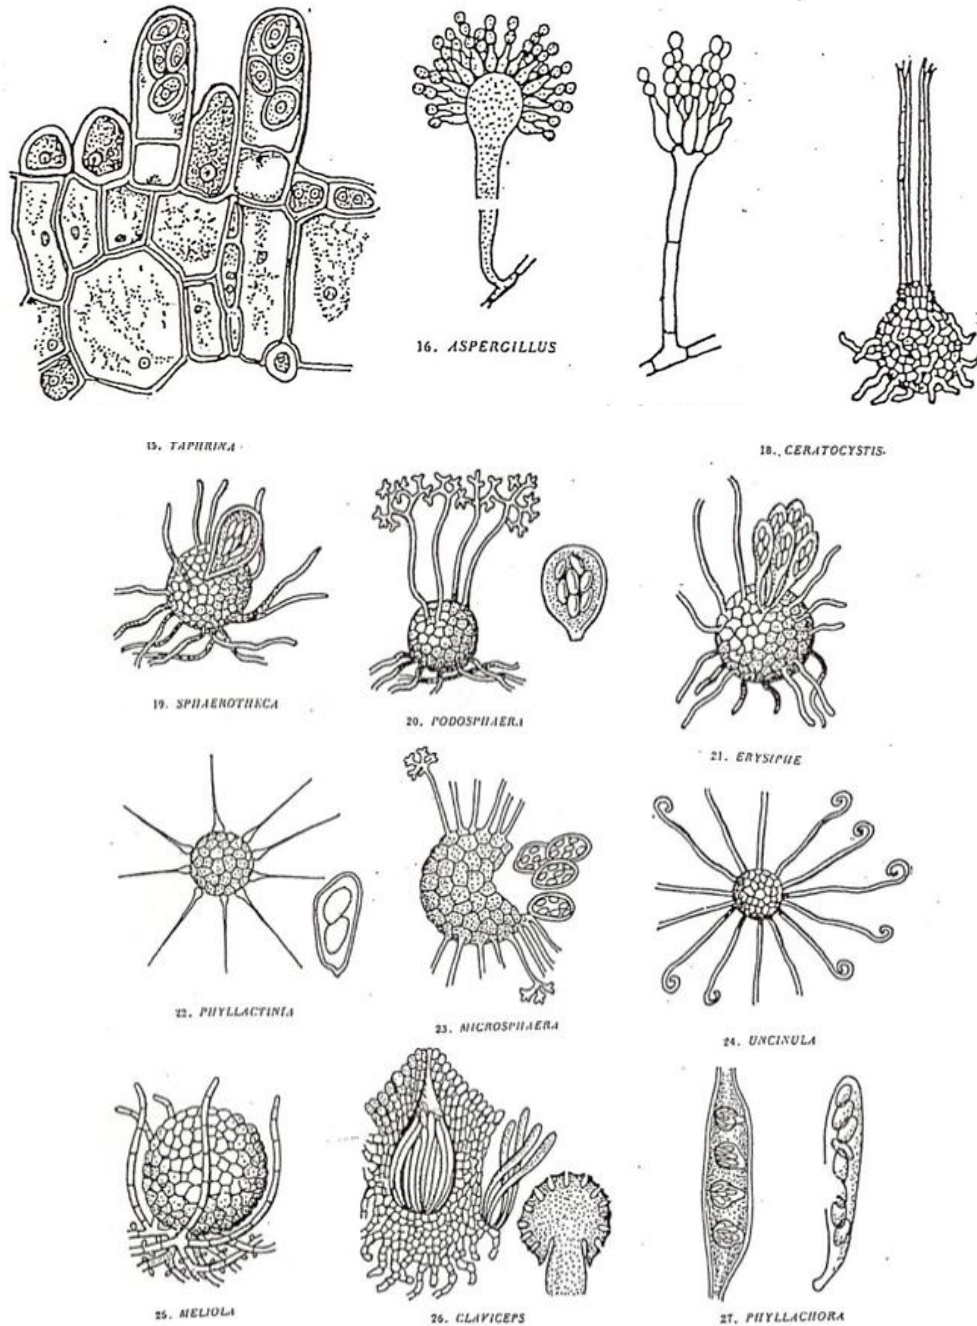 16. ASPERGILLUS
15. TAPHRINA
18. CERATOCYSTIS
19. SPHAEROTHECA
20. PODOSPHAERA
21. ERYSIPHE
22. PHYLLACTINIA
23. MICROSPHAERA
24. UNCINULA
25. MELIOLA
26. CLAVICEPS
27. PHYLLACHORA